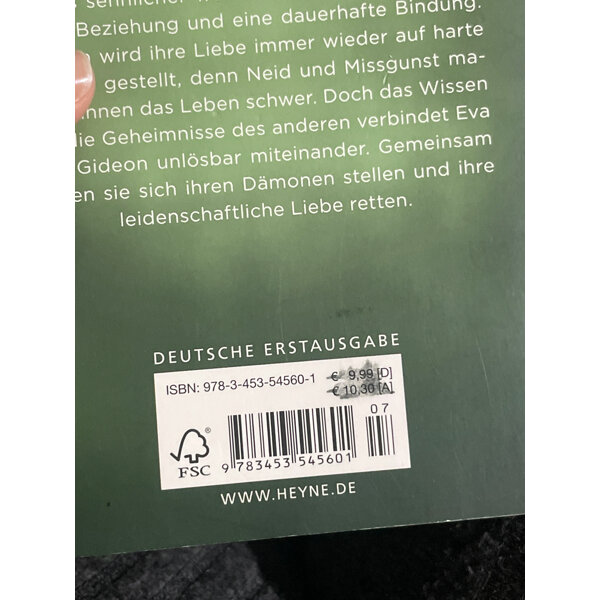 sehnlicher
Beziehung und eine dauerhafte Bindung.
wird ihre Liebe immer wieder auf harte
gestellt, denn Neid und Missgunst ma-
nnen das Leben schwer. Doch das Wissen
die Geheimnisse des anderen verbindet Eva
Gideon unlösbar miteinander. Gemeinsam
en sie sich ihren Dämonen stellen und ihre
leidenschaftliche Liebe retten.
DEUTSCHE ERSTAUSGABE
ISBN: 978-3-453-54560-1
€ 9,99 [D]
€ 10,30 [A]
07
FSC®
9 783453 545601
WWW.HEYNE.DE